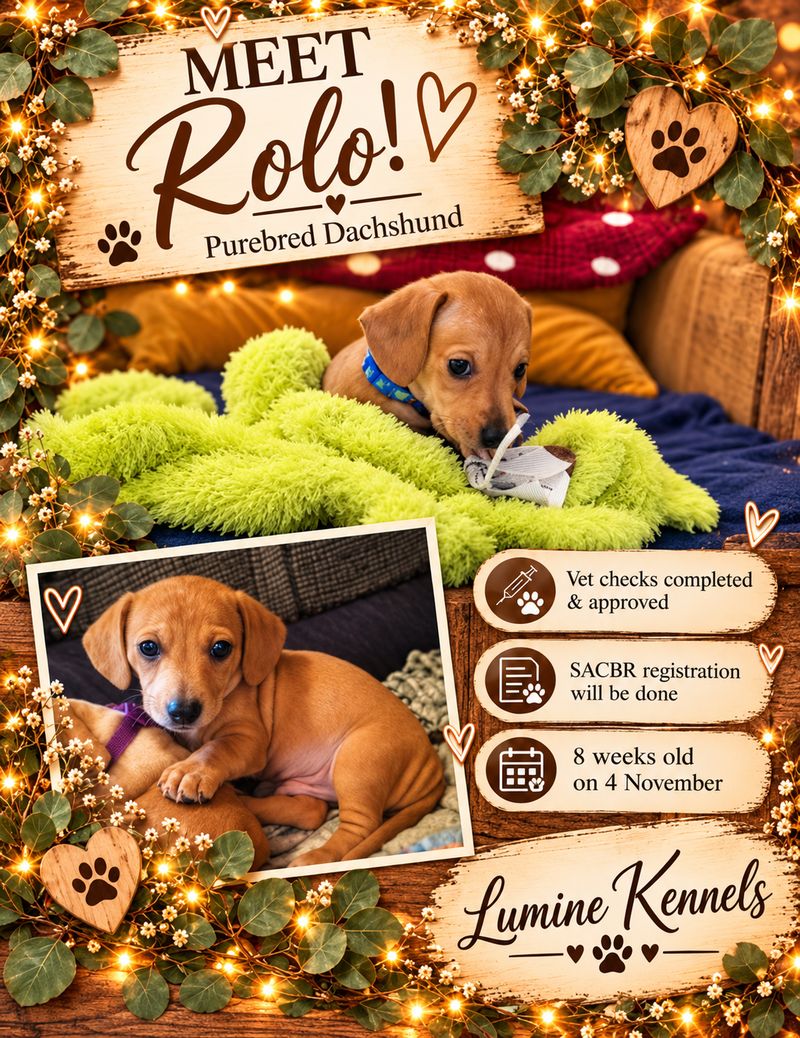 MEET
Rolo!
Purebred Dachshund
Vet checks completed
& approved
SACBR registration
will be done
8 weeks old
on 4 November
Lumine Kennels